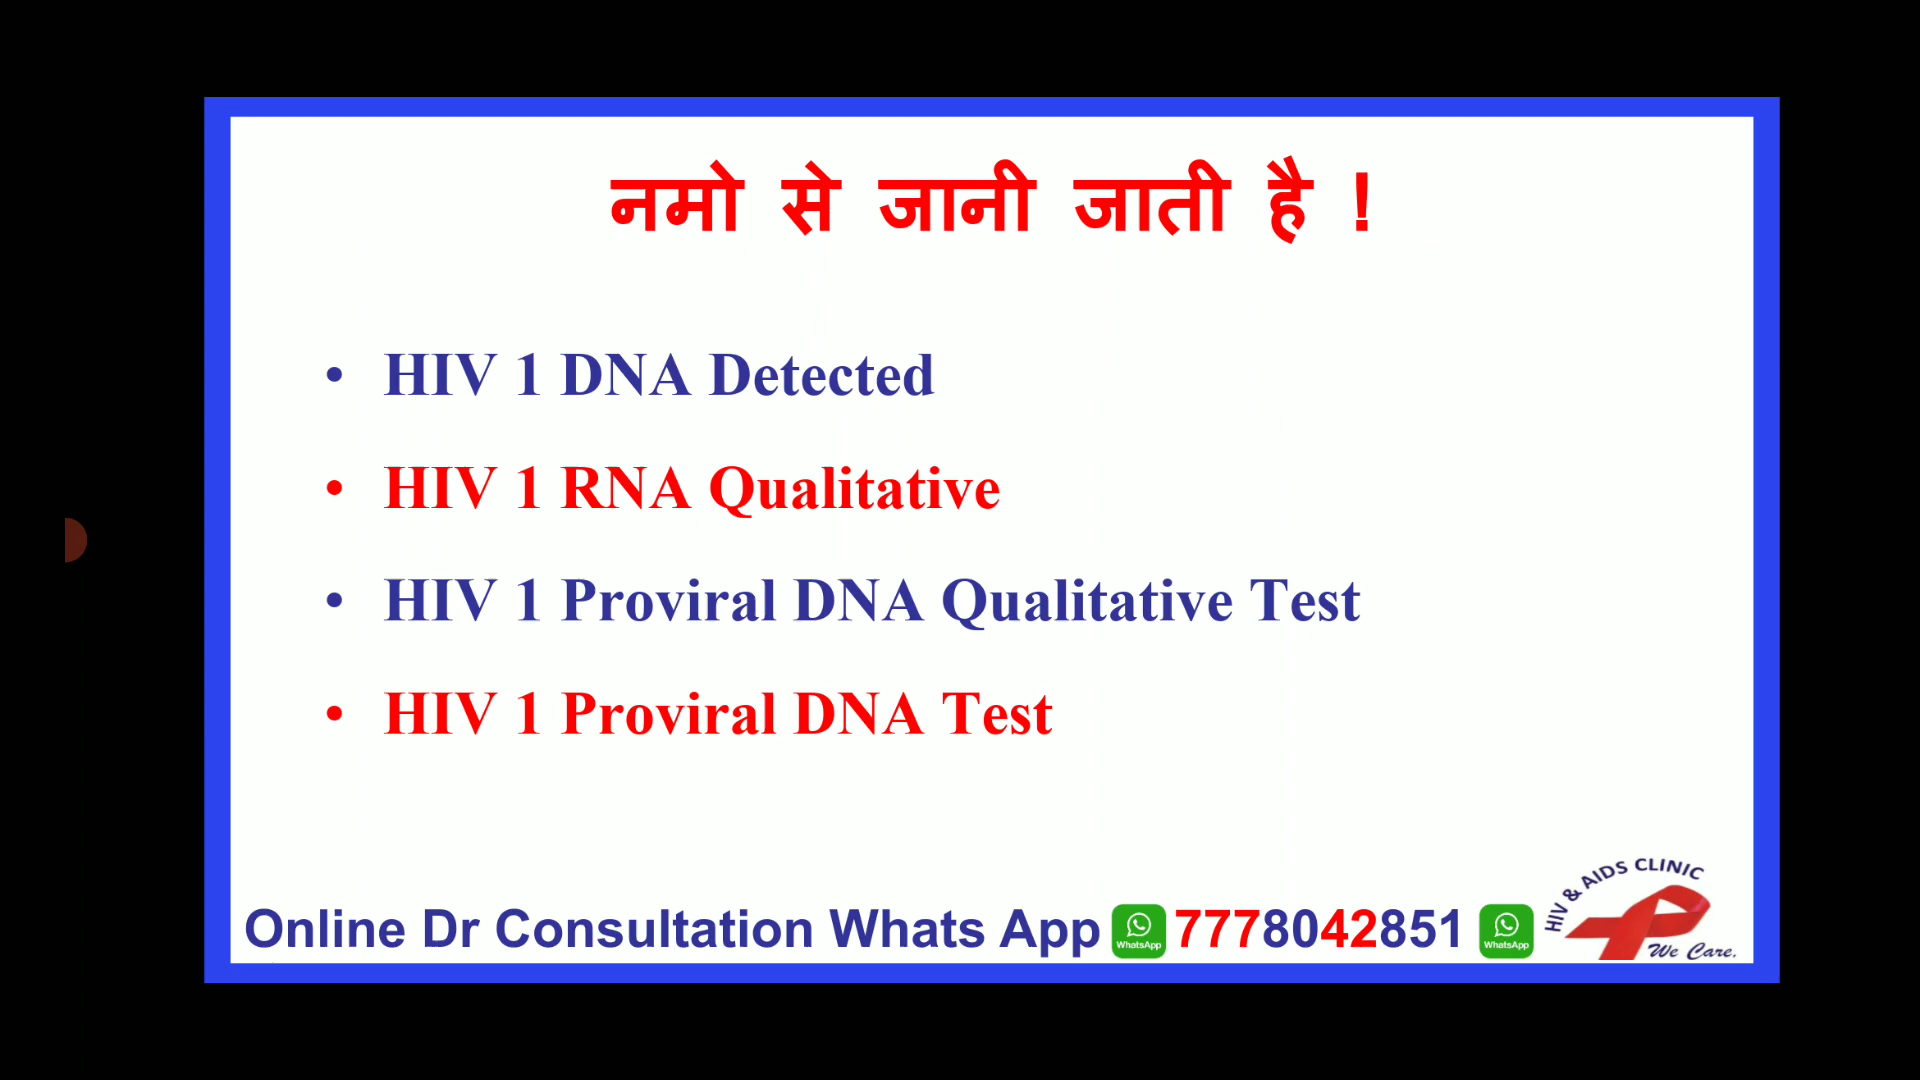 नमो से जानी जाती है !
• HIV 1 DNA Detected
• HIV 1 RNA Qualitative
• HIV 1 Proviral DNA Qualitative Test
• HIV 1 Proviral DNA Test
HIV & AIDS CLINIC
Online Dr Consultation Whats App WhatsApp 7778042851 WhatsApp
We Care.